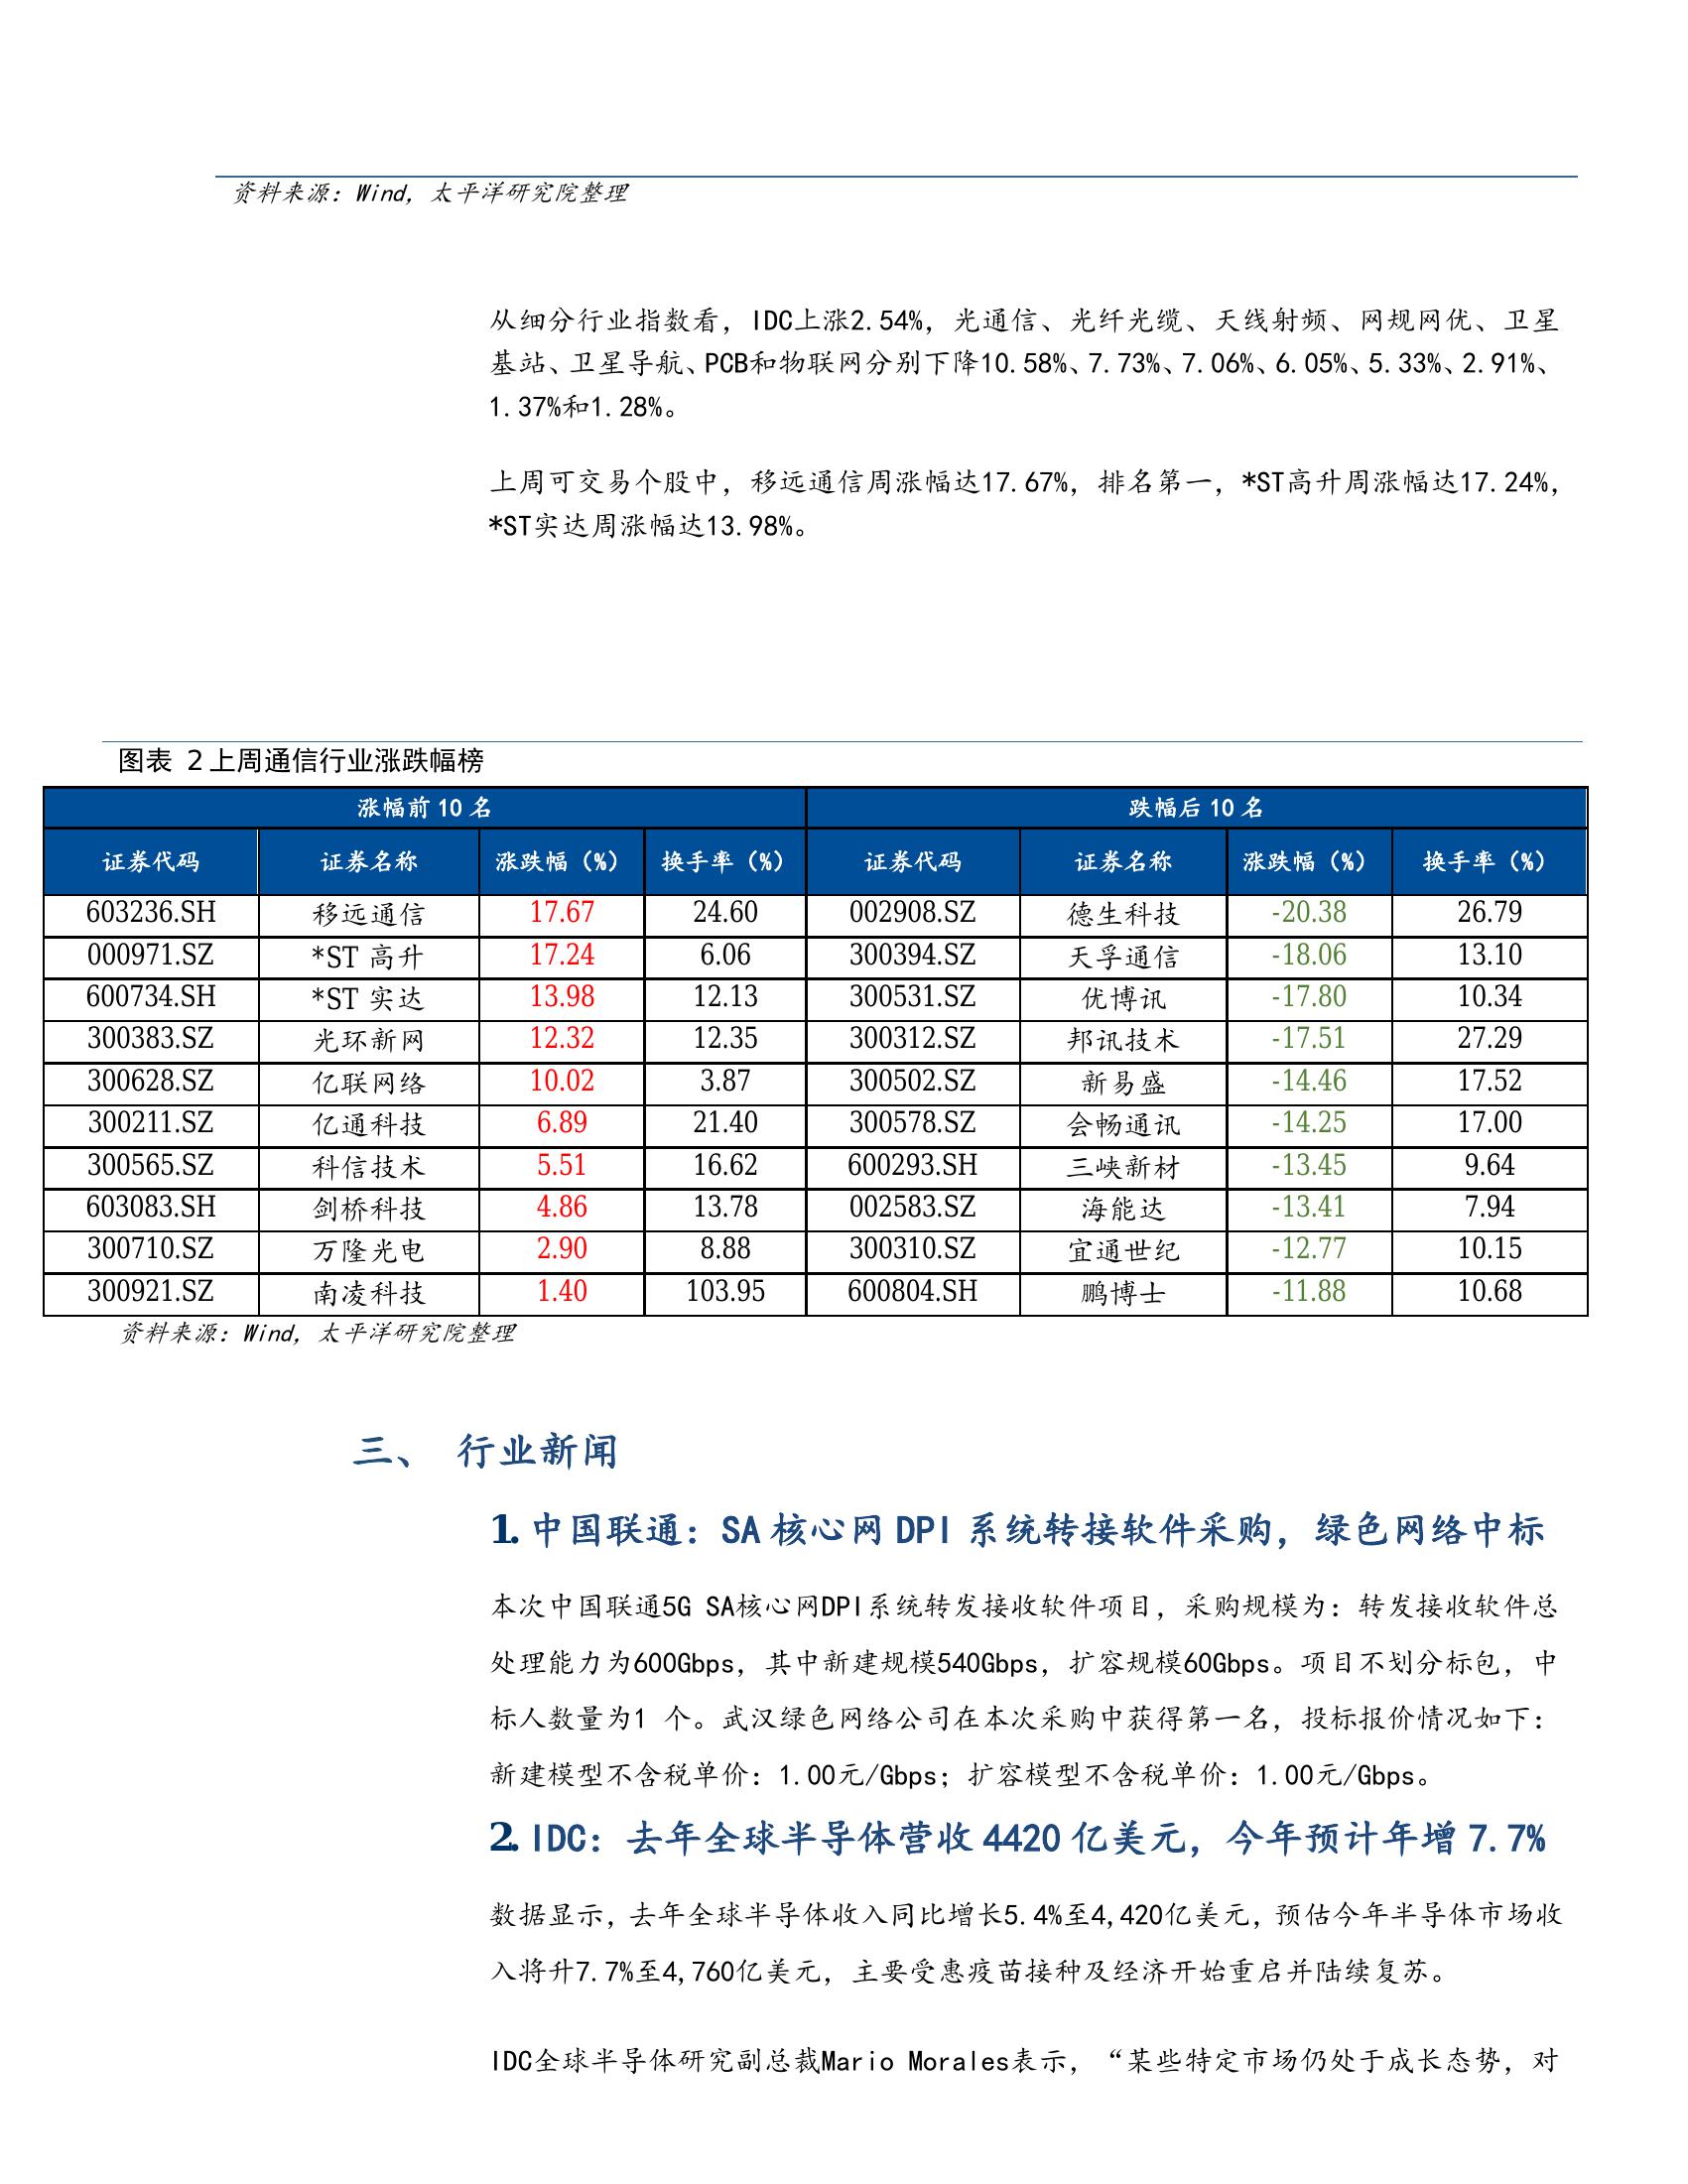 资料来源：Wind，太平洋研究院整理
从细分行业指数看，IDC上涨2.54%，光通信、光纤光缆、天线射频、网规网优、卫星
基站、卫星导航、PCB和物联网分别下降10.58%、7.73%、7.06%、6.05%、5.33%、2.91%、
1.37%和1.28%。
上周可交易个股中，移远通信周涨幅达17.67%，排名第一，*ST高升周涨幅达17.24%，
*ST实达周涨幅达13.98%。
图表 2 上周通信行业涨跌幅榜
涨幅前 10 名 跌幅后 10 名
证券代码 证券名称 涨跌幅（%） 换手率（%） 证券代码 证券名称 涨跌幅（%） 换手率（%）
603236.SH 移远通信 17.67 24.60 002908.SZ 德生科技 -20.38 26.79
000971.SZ *ST 高升 17.24 6.06 300394.SZ 天孚通信 -18.06 13.10
600734.SH *ST 实达 13.98 12.13 300531.SZ 优博讯 -17.80 10.34
300383.SZ 光环新网 12.32 12.35 300312.SZ 邦讯技术 -17.51 27.29
300628.SZ 亿联网络 10.02 3.87 300502.SZ 新易盛 -14.46 17.52
300211.SZ 亿通科技 6.89 21.40 300578.SZ 会畅通讯 -14.25 17.00
300565.SZ 科信技术 5.51 16.62 600293.SH 三峡新材 -13.45 9.64
603083.SH 剑桥科技 4.86 13.78 002583.SZ 海能达 -13.41 7.94
300710.SZ 万隆光电 2.90 8.88 300310.SZ 宜通世纪 -12.77 10.15
300921.SZ 南凌科技 1.40 103.95 600804.SH 鹏博士 -11.88 10.68
资料来源：Wind，太平洋研究院整理
三、 行业新闻
1. 中国联通：SA 核心网 DPI 系统转接软件采购，绿色网络中标
本次中国联通5G SA核心网DPI系统转发接收软件项目，采购规模为：转发接收软件总
处理能力为600Gbps，其中新建规模540Gbps，扩容规模60Gbps。项目不划分标包，中
标人数量为1 个。武汉绿色网络公司在本次采购中获得第一名，投标报价情况如下：
新建模型不含税单价：1.00元/Gbps；扩容模型不含税单价：1.00元/Gbps。
2. IDC：去年全球半导体营收 4420 亿美元，今年预计年增 7.7%
数据显示，去年全球半导体收入同比增长5.4%至4,420亿美元，预估今年半导体市场收
入将升7.7%至4,760亿美元，主要受惠疫苗接种及经济开始重启并陆续复苏。
IDC全球半导体研究副总裁Mario Morales表示，“某些特定市场仍处于成长态势，对